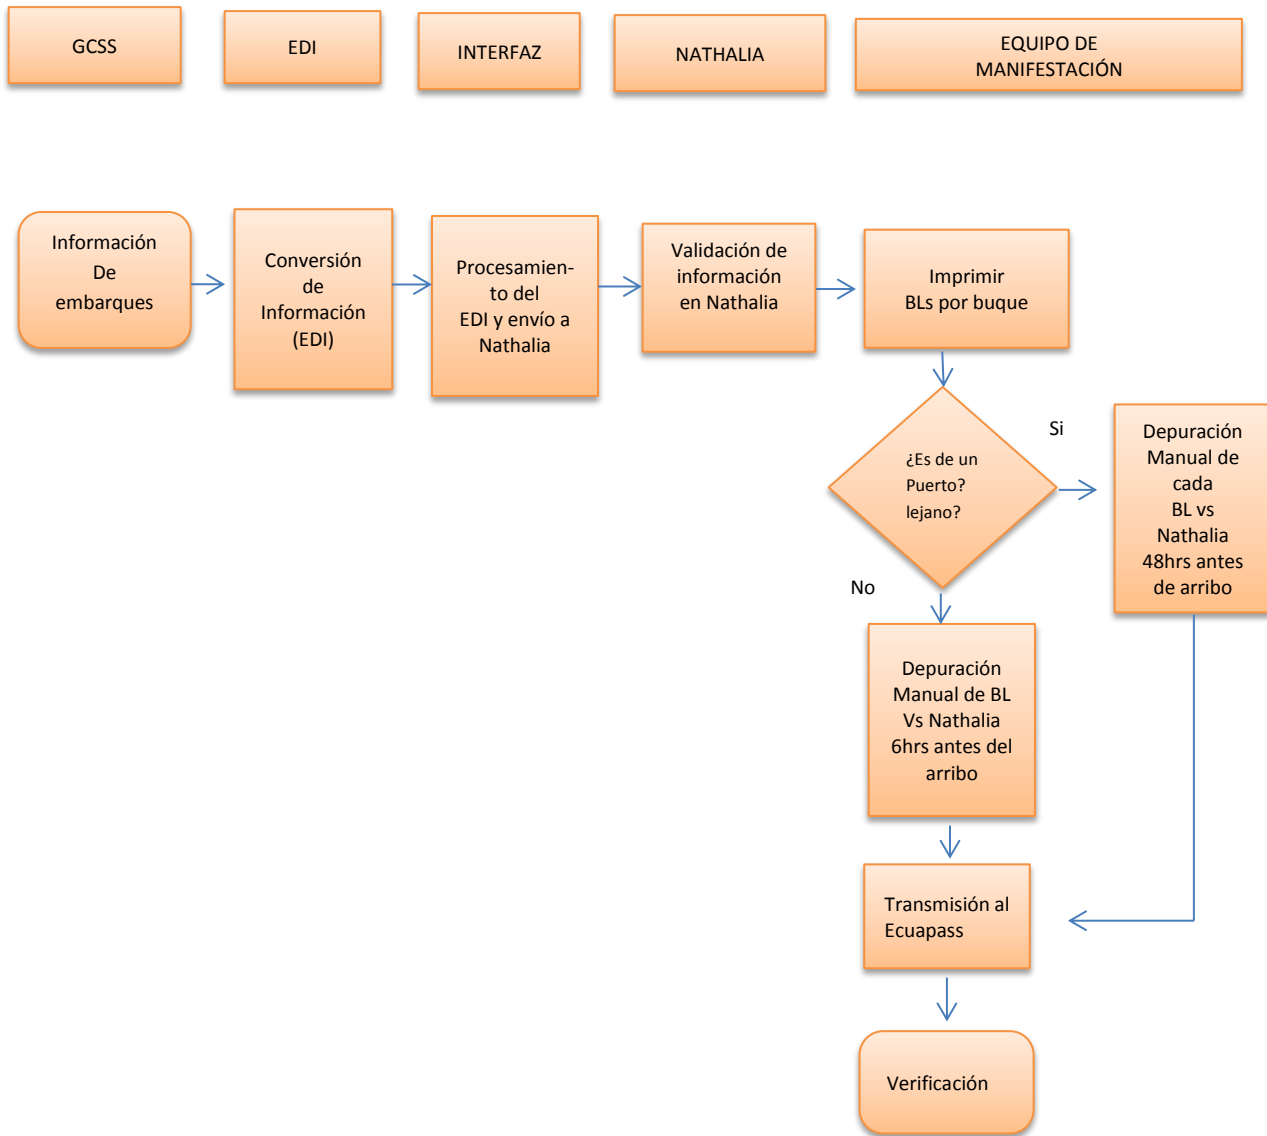 GCSS
EDI
INTERFAZ
NATHALIA
EQUIPO DE
MANIFESTACIÓN
Información
De
embarques
Conversión
de
Información
(EDI)
Procesamien-
to del
EDI y envío a
Nathalia
Validación de
información
en Nathalia
Imprimir
BLs por buque
¿Es de un
Puerto?
lejano?
Si
Depuración
Manual de
cada
BL vs
Nathalia
48hrs antes
de arribo
No
Depuración
Manual de BL
Vs Nathalia
6hrs antes del
arribo
Transmisión al
Ecuapass
Verificación